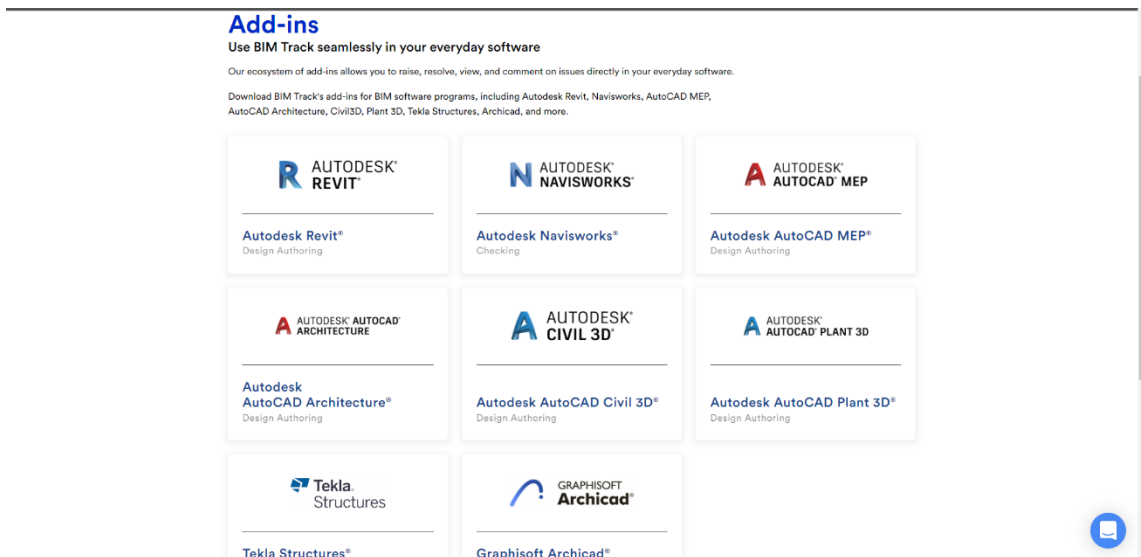 Add-ins
Use BIM Track seamlessly in your everyday software
Our ecosystem of add-ins allows you to raise, resolve, view, and comment on issues directly in your everyday software.
Download BIM Track's add-ins for BIM software programs, including Autodesk Revit, Navisworks, AutoCAD MEP,
AutoCAD Architecture, Civil3D, Plant 3D, Tekla Structures, Archicad, and more.
AUTODESK®
REVIT®
Autodesk Revit®
Design Authoring
AUTODESK®
NAVISWORKS®
Autodesk Navisworks®
Checking
AUTODESK®
AUTOCAD® MEP
Autodesk AutoCAD MEP®
Design Authoring
AUTODESK® AUTOCAD®
ARCHITECTURE
Autodesk
AutoCAD Architecture®
Design Authoring
AUTODESK®
CIVIL 3D®
Autodesk AutoCAD Civil 3D®
Design Authoring
AUTODESK®
AUTOCAD® PLANT 3D
Autodesk AutoCAD Plant 3D®
Design Authoring
Tekla®
Structures
Tekla Structures®
GRAPHISOFT
Archicad®
Graphisoft Archicad®